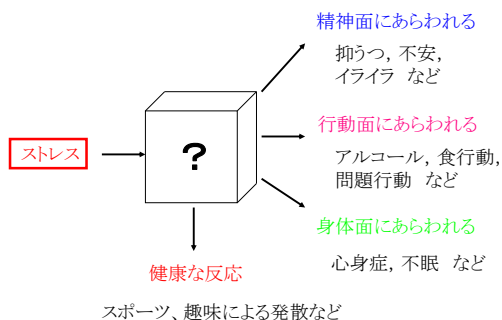 精神面にあらわれる
抑うつ, 不安,
イライラ など
ストレス
?
行動面にあらわれる
アルコール, 食行動,
問題行動 など
身体面にあらわれる
心身症, 不眠 など
健康な反応
スポーツ、趣味による発散など